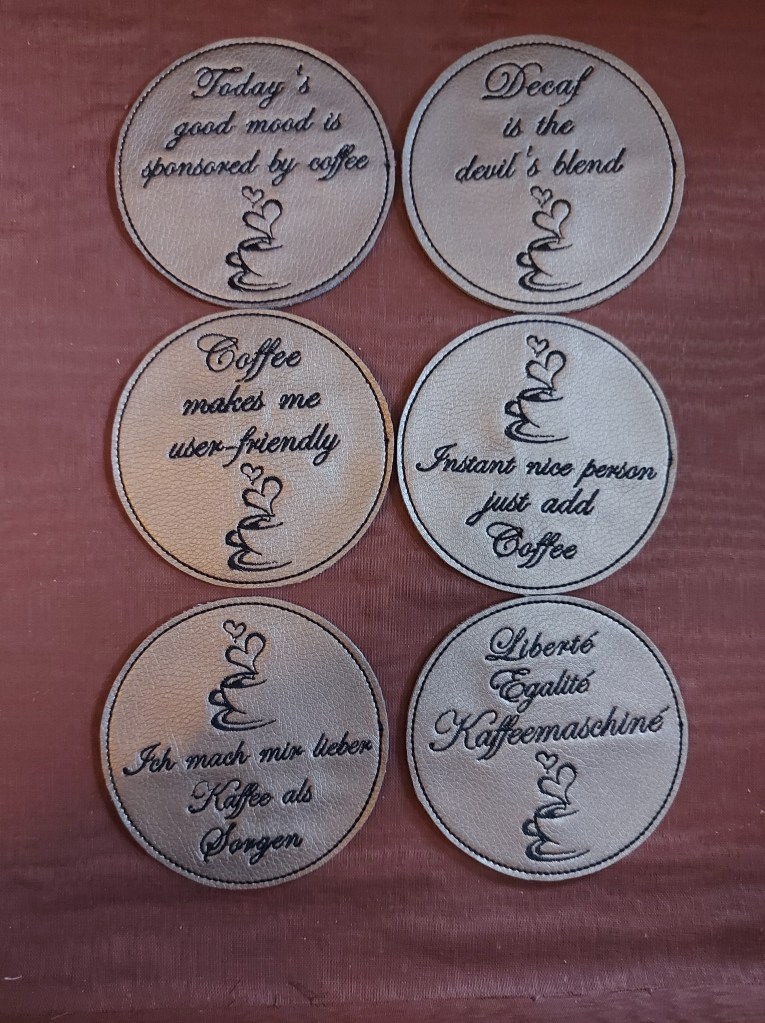 Today's
good mood is
sponsored by coffee
Decaf
is the
devil's blend
Coffee
makes me
user-friendly
Instant nice person
just add
Coffee
Ich mach mir lieber
Kaffee als
Sorgen
Liberté
Egalité
Kaffeemaschiné